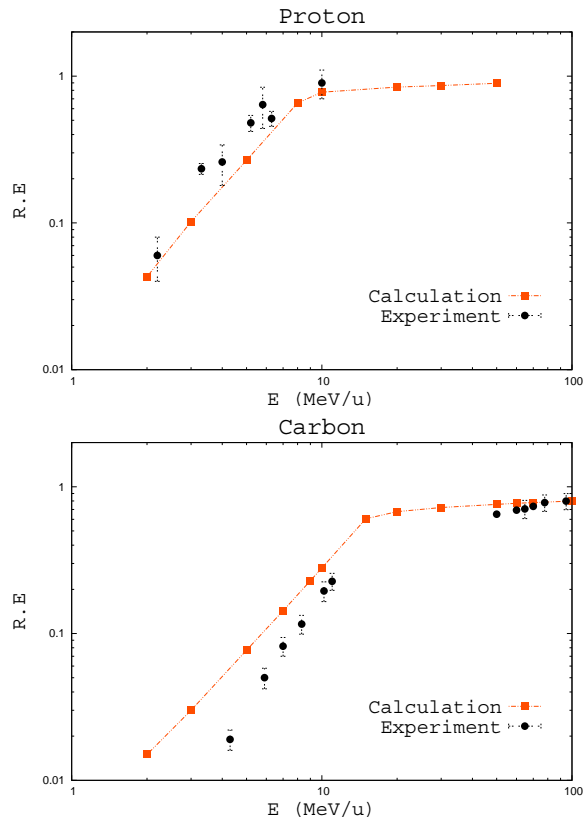 Proton
1
0.1
0.01
R.E
Calculation
Experiment
1
10
100
E (MeV/u)
Carbon
1
0.1
0.01
R.E
Calculation
Experiment
1
10
100
E (MeV/u)